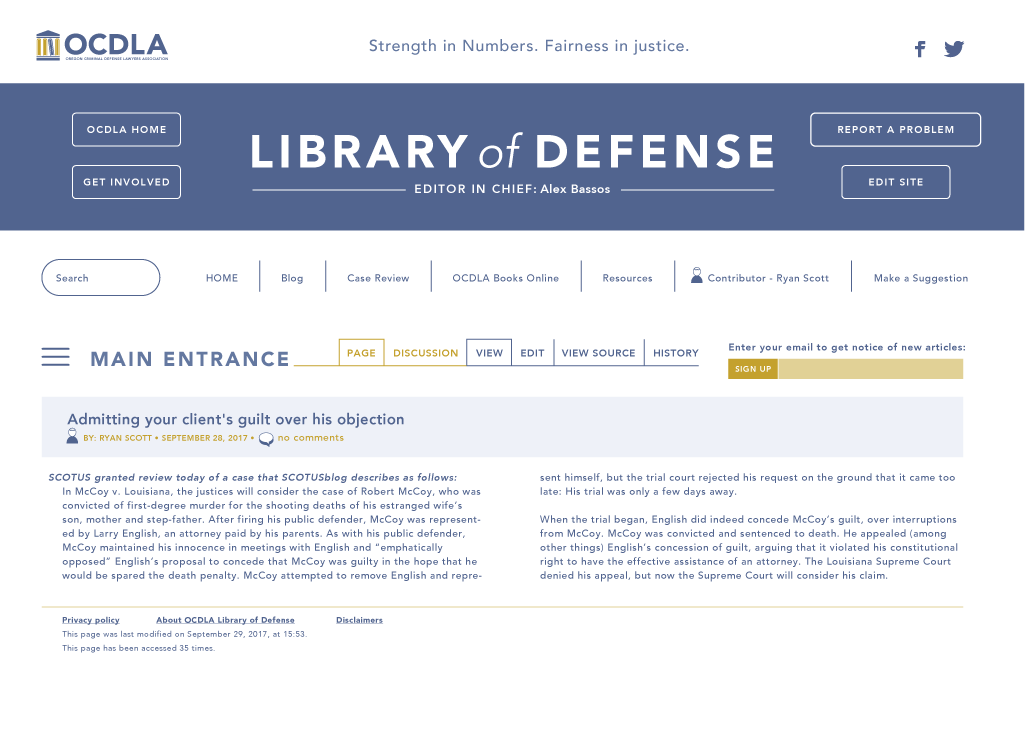 OCDLA
OREGON CRIMINAL DEFENSE LAWYERS ASSOCIATION
Strength in Numbers. Fairness in justice.
OCDLA HOME
GET INVOLVED
LIBRARY of DEFENSE
EDITOR IN CHIEF: Alex Bassos
REPORT A PROBLEM
EDIT SITE
Search
HOME
Blog
Case Review
OCDLA Books Online
Resources
Contributor - Ryan Scott
Make a Suggestion
MAIN ENTRANCE
PAGE
DISCUSSION
VIEW
EDIT
VIEW SOURCE
HISTORY
Enter your email to get notice of new articles:
SIGN UP
Admitting your client's guilt over his objection
BY: RYAN SCOTT • SEPTEMBER 28, 2017 • no comments
SCOTUS granted review today of a case that SCOTUSblog describes as follows:
In McCoy v. Louisiana, the justices will consider the case of Robert McCoy, who was
convicted of first-degree murder for the shooting deaths of his estranged wife's
son, mother and step-father. After firing his public defender, McCoy was represent-
ed by Larry English, an attorney paid by his parents. As with his public defender,
McCoy maintained his innocence in meetings with English and "emphatically
opposed" English's proposal to concede that McCoy was guilty in the hope that he
would be spared the death penalty. McCoy attempted to remove English and repre-
sent himself, but the trial court rejected his request on the ground that it came too
late: His trial was only a few days away.
When the trial began, English did indeed concede McCoy's guilt, over interruptions
from McCoy. McCoy was convicted and sentenced to death. He appealed (among
other things) English's concession of guilt, arguing that it violated his constitutional
right to have the effective assistance of an attorney. The Louisiana Supreme Court
denied his appeal, but now the Supreme Court will consider his claim.
Privacy policy
About OCDLA Library of Defense
Disclaimers
This page was last modified on September 29, 2017, at 15:53.
This page has been accessed 35 times.